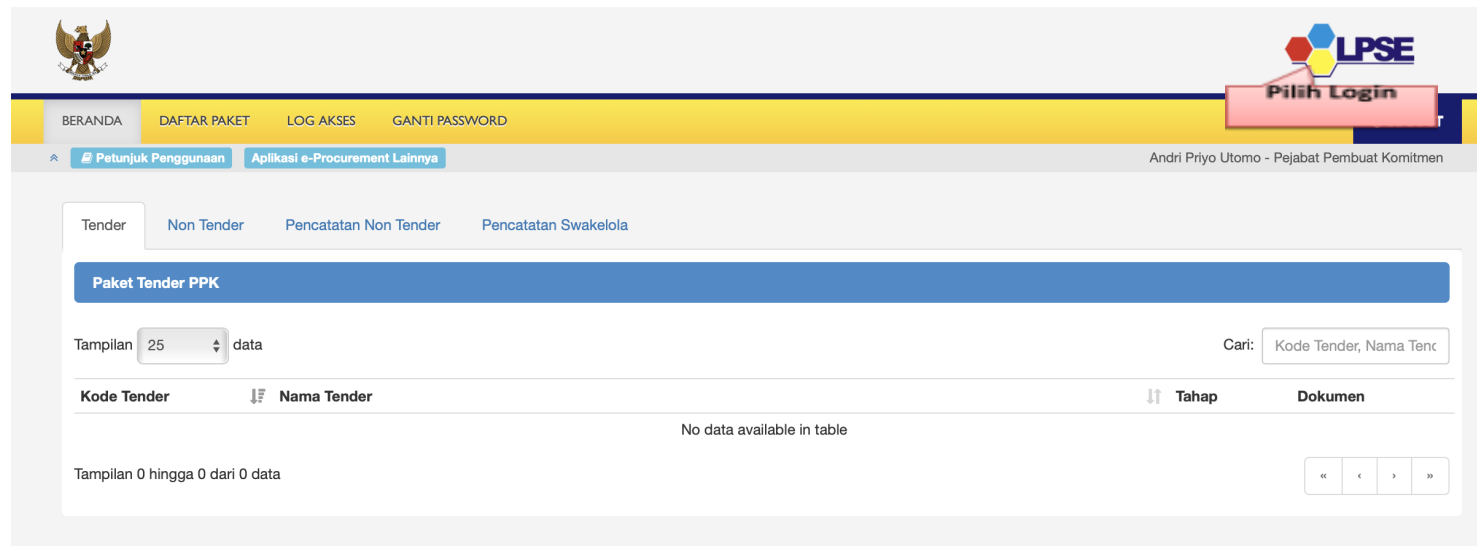 LPSE
Pilih Login
BERANDA DAFTAR PAKET LOG AKSES GANTI PASSWORD
Petunjuk Penggunaan Aplikasi e-Procurement Lainnya Andri Priyo Utomo - Pejabat Pembuat Komitmen
Tender Non Tender Pencatatan Non Tender Pencatatan Swakelola
Paket Tender PPK
Tampilan 25 data Cari: Kode Tender, Nama Tenc
Kode Tender Nama Tender Tahap Dokumen
No data available in table
Tampilan 0 hingga 0 dari 0 data « ‹ › »